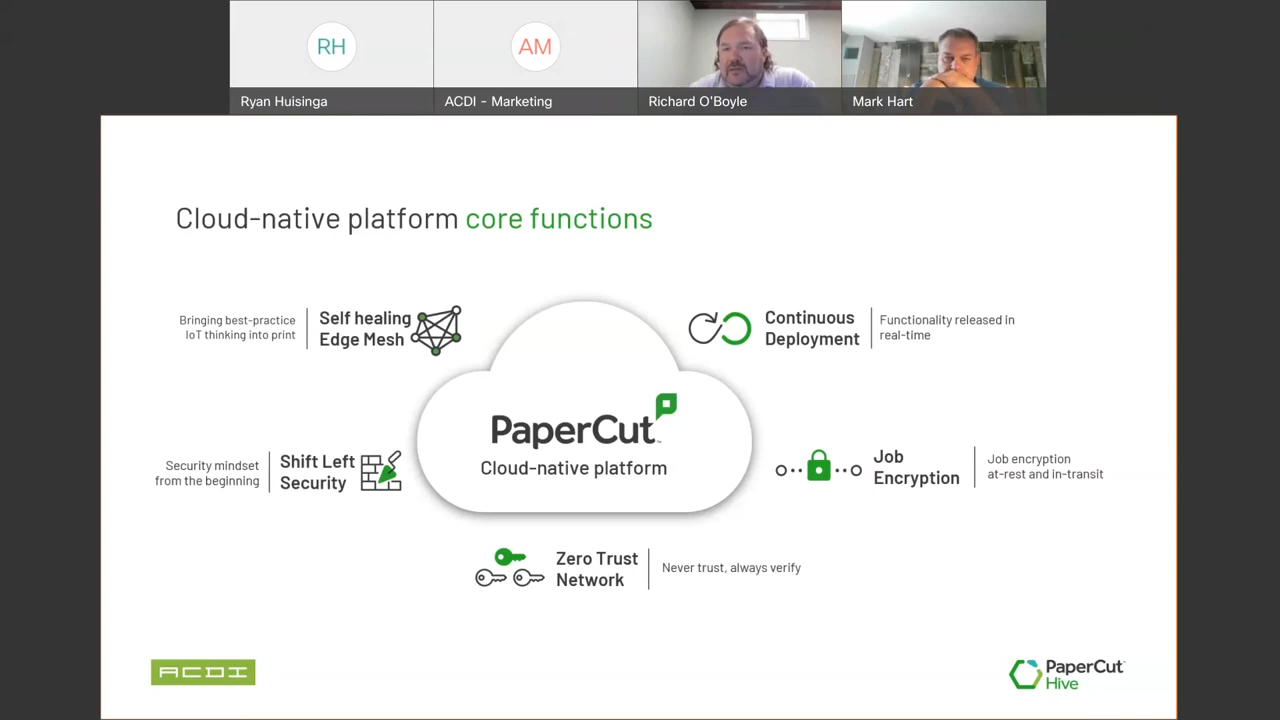 RH
AM
Ryan Huisinga
ACDI - Marketing
Richard O'Boyle
Mark Hart
Cloud-native platform core functions
Bringing best-practice
IoT thinking into print
Self healing
Edge Mesh
Continuous
Deployment
Functionality released in
real-time
PaperCut™
Cloud-native platform
Security mindset
from the beginning
Shift Left
Security
Job
Encryption
Job encryption
at-rest and in-transit
Zero Trust
Network
Never trust, always verify
ACDI
PaperCut™
Hive